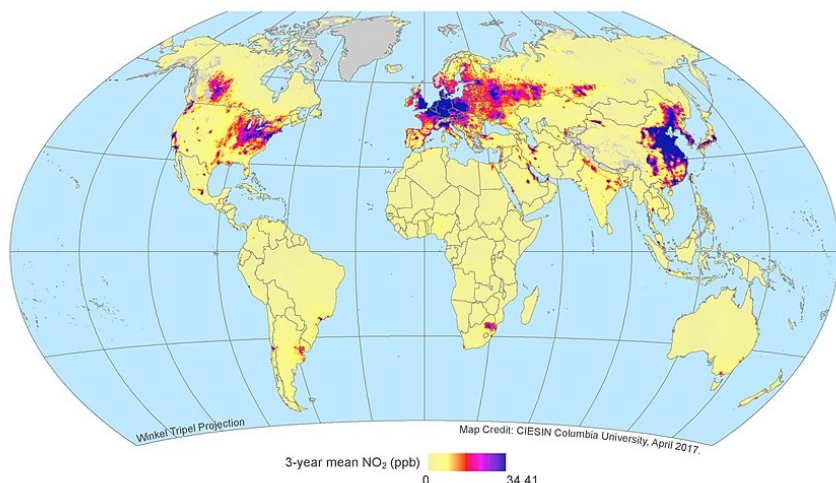 Winkel Tripel Projection
Map Credit: CIESIN Columbia University, April 2017.
3-year mean NO₂ (ppb)
0 34.41